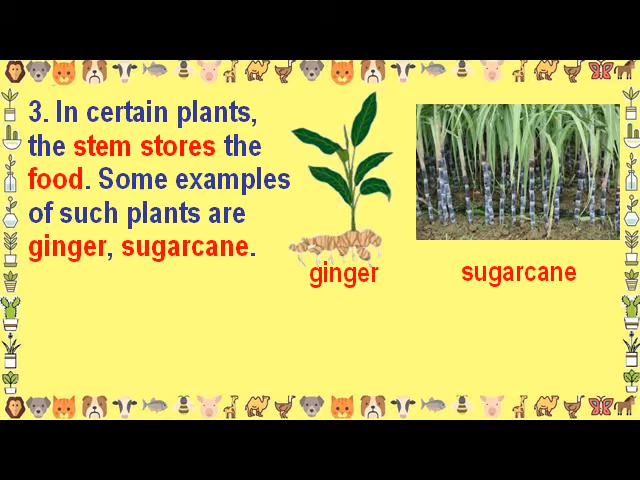 3. In certain plants,
the stem stores the
food. Some examples
of such plants are
ginger, sugarcane.
ginger
sugarcane